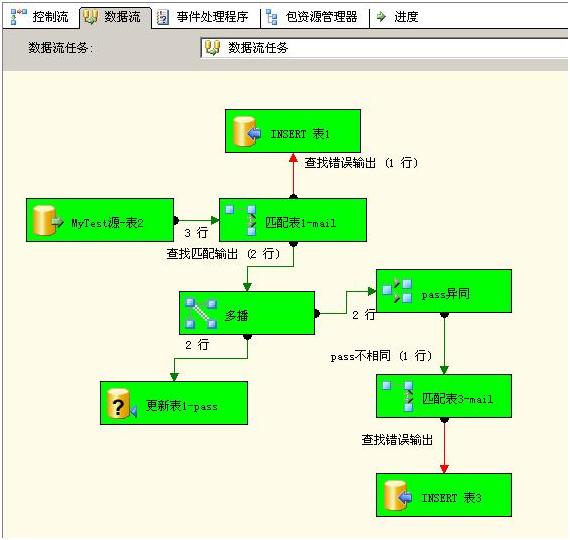 控制流 数据流 事件处理程序 包资源管理器 进度
数据流任务: 数据流任务
INSERT 表1
查找错误输出 (1 行)
MyTest源-表2
3 行
匹配表1-mail
查找匹配输出 (2 行)
多播
2 行
pass异同
2 行
pass不相同 (1 行)
更新表1-pass
匹配表3-mail
查找错误输出
INSERT 表3